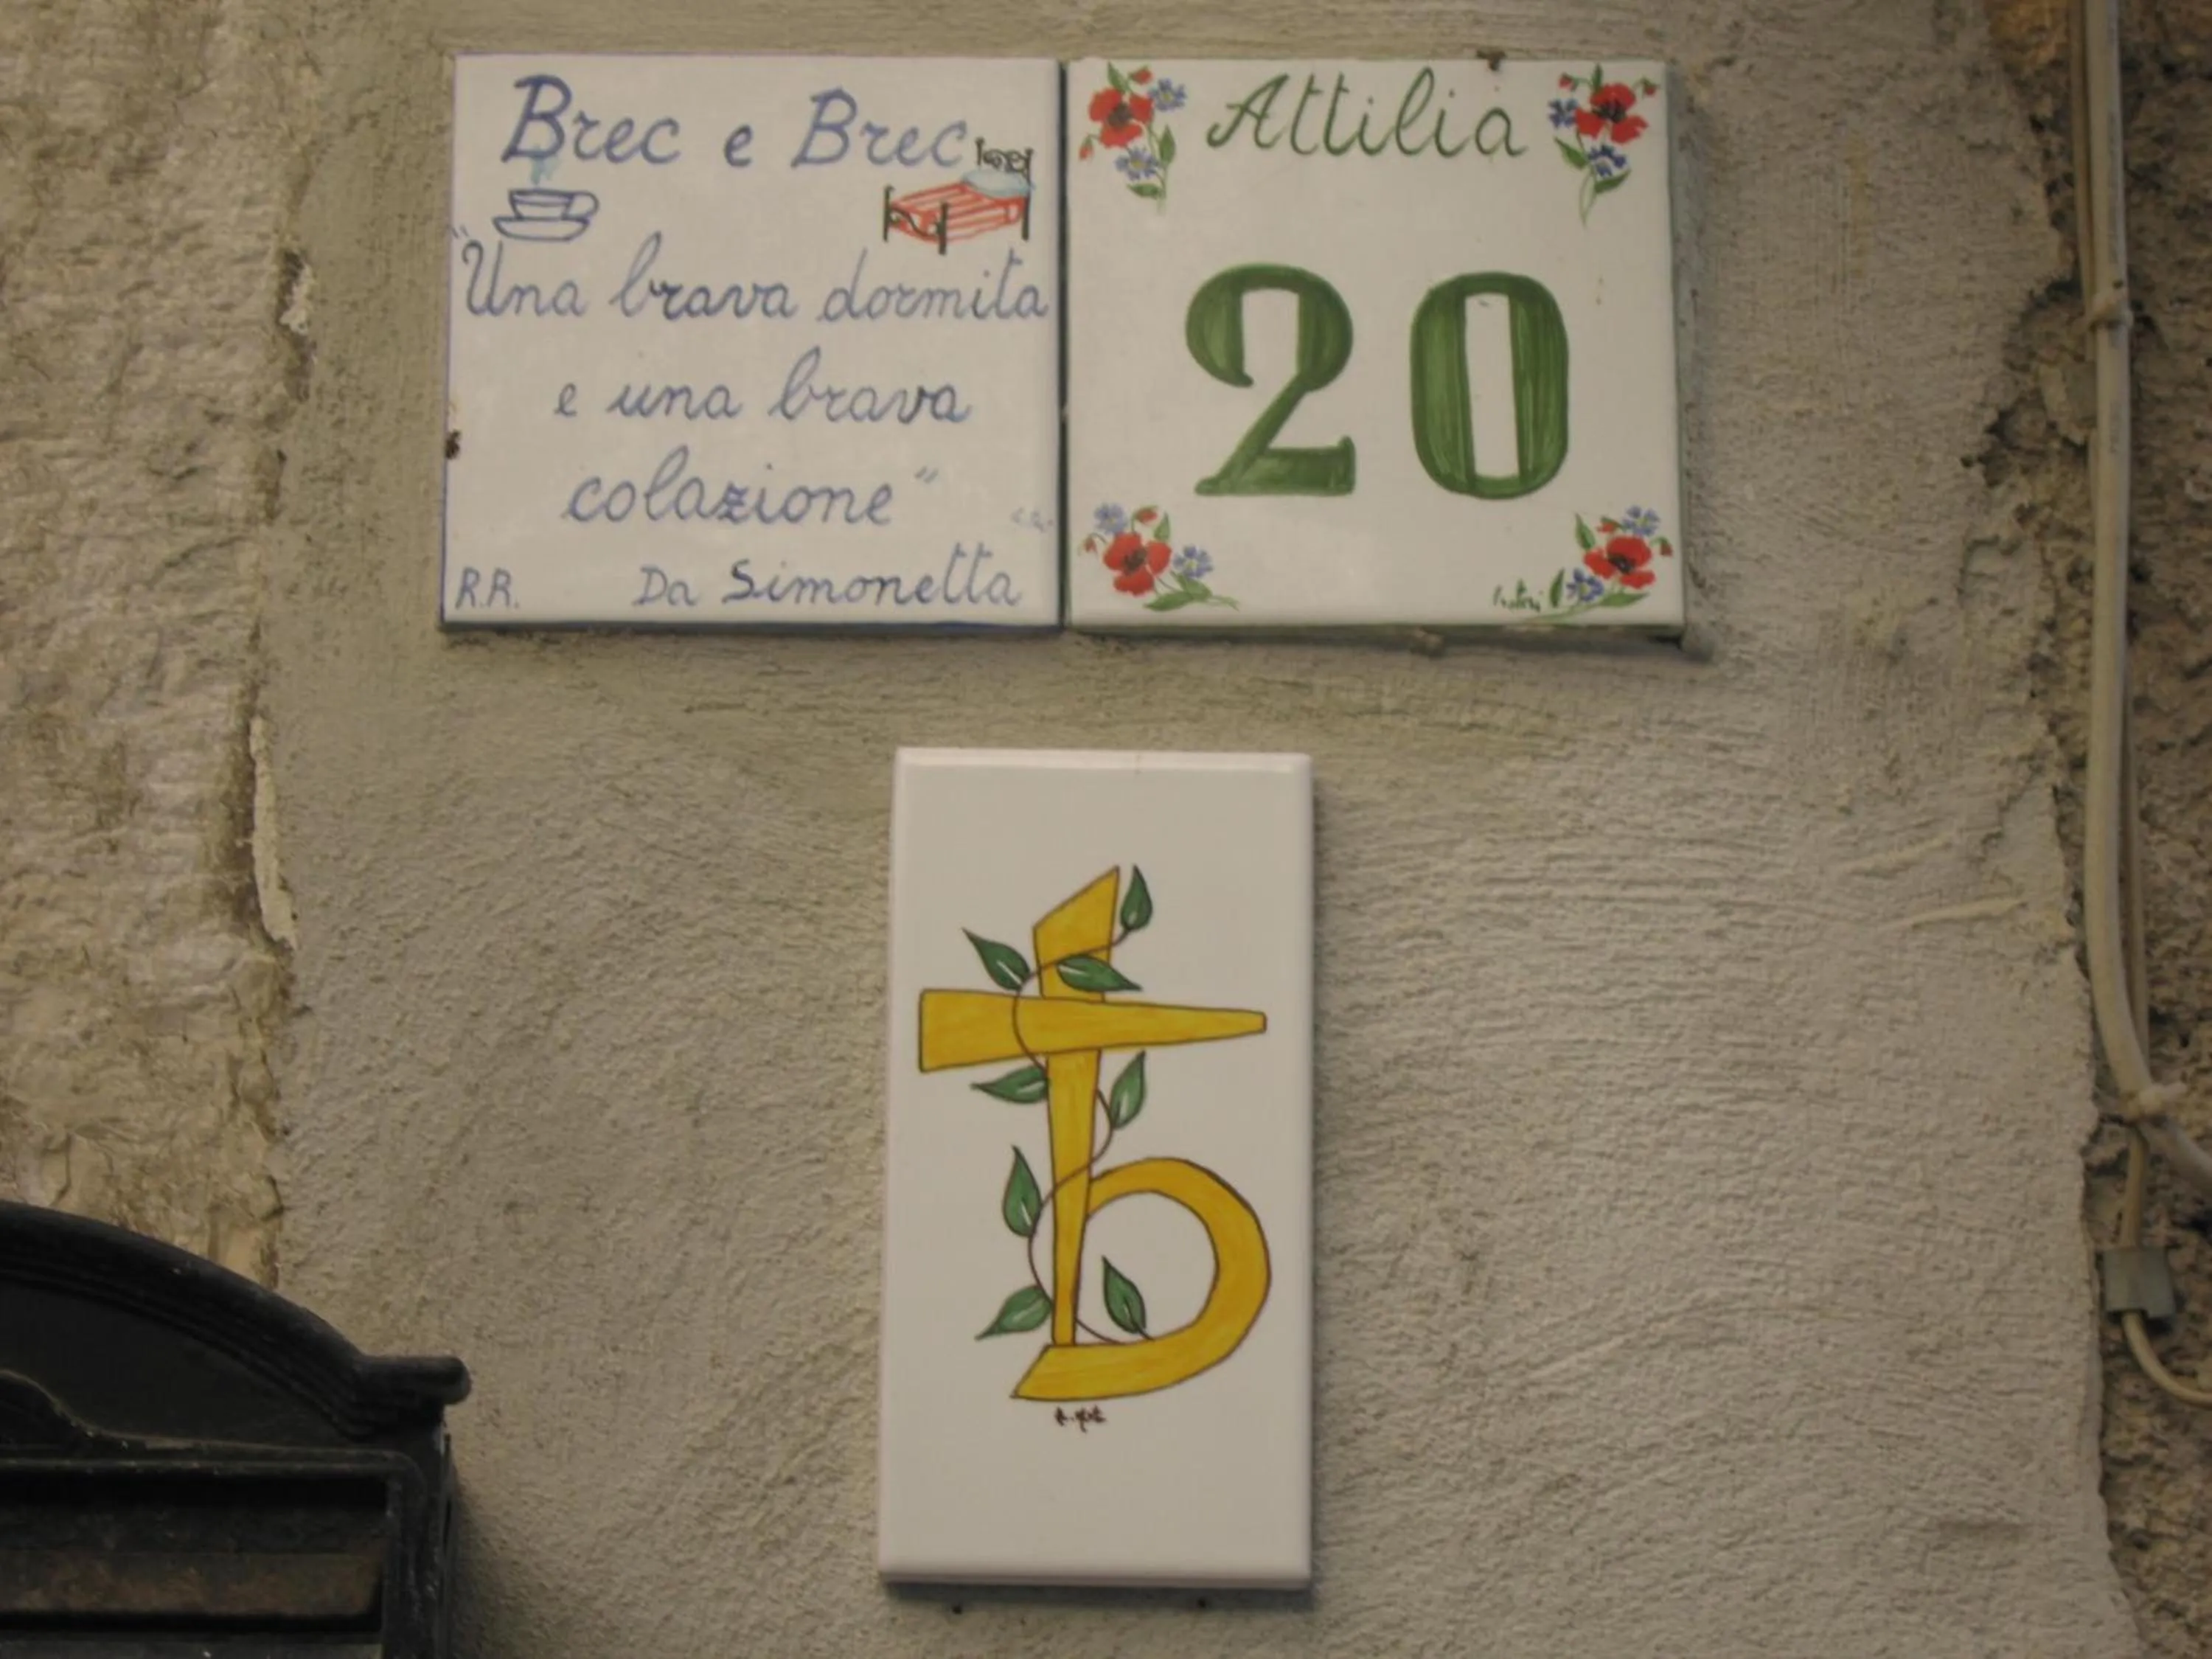 Brec e Brec
"Una brava dormita
e una brava
colazione"
R.R. Da Simonetta
Attilia
20